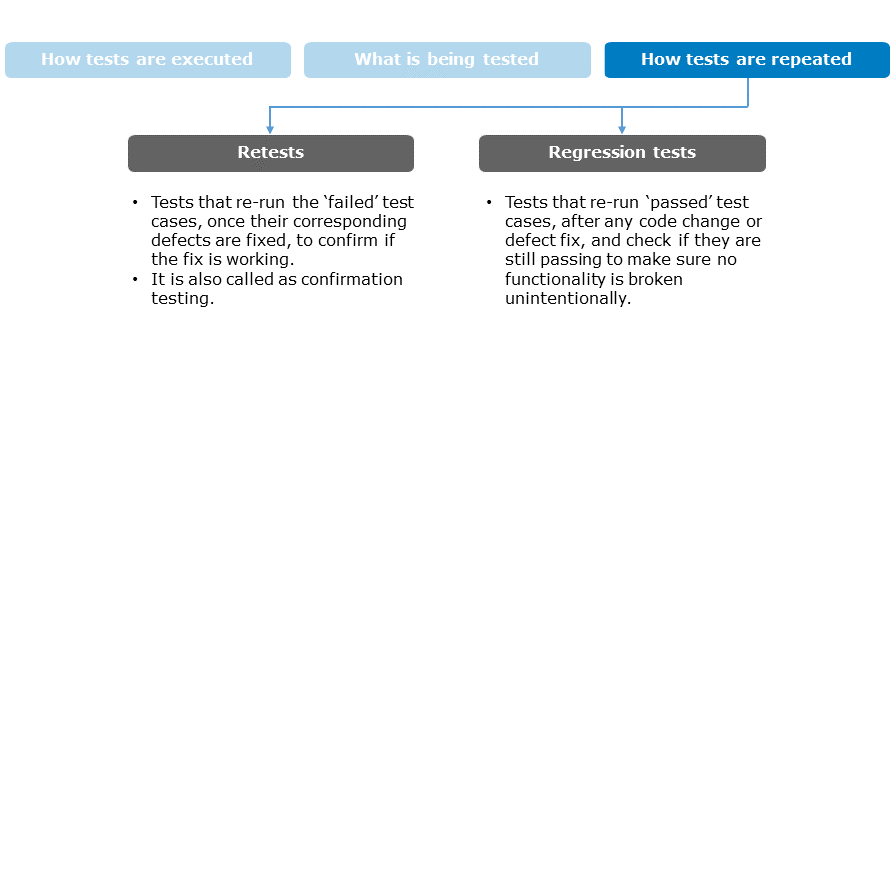 How tests are executed
What is being tested
How tests are repeated
Retests
• Tests that re-run the ‘failed’ test
cases, once their corresponding
defects are fixed, to confirm if
the fix is working.
• It is also called as confirmation
testing.
Regression tests
• Tests that re-run ‘passed’ test
cases, after any code change or
defect fix, and check if they are
still passing to make sure no
functionality is broken
unintentionally.